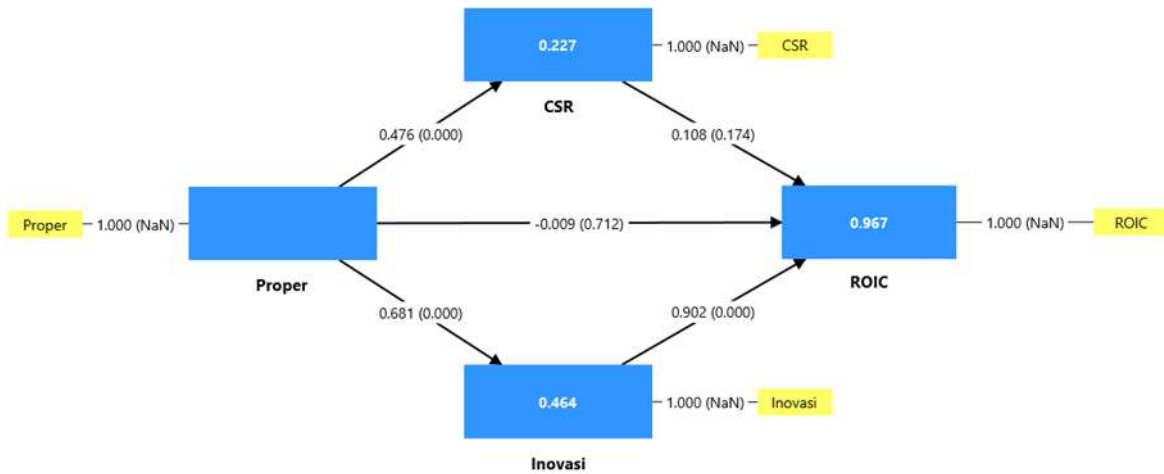 0.227
1.000 (NaN)
CSR
CSR
0.476 (0.000)
0.108 (0.174)
Proper
1.000 (NaN)
-0.009 (0.712)
0.967
1.000 (NaN)
ROIC
Proper
ROIC
0.681 (0.000)
0.902 (0.000)
0.464
1.000 (NaN)
Inovasi
Inovasi